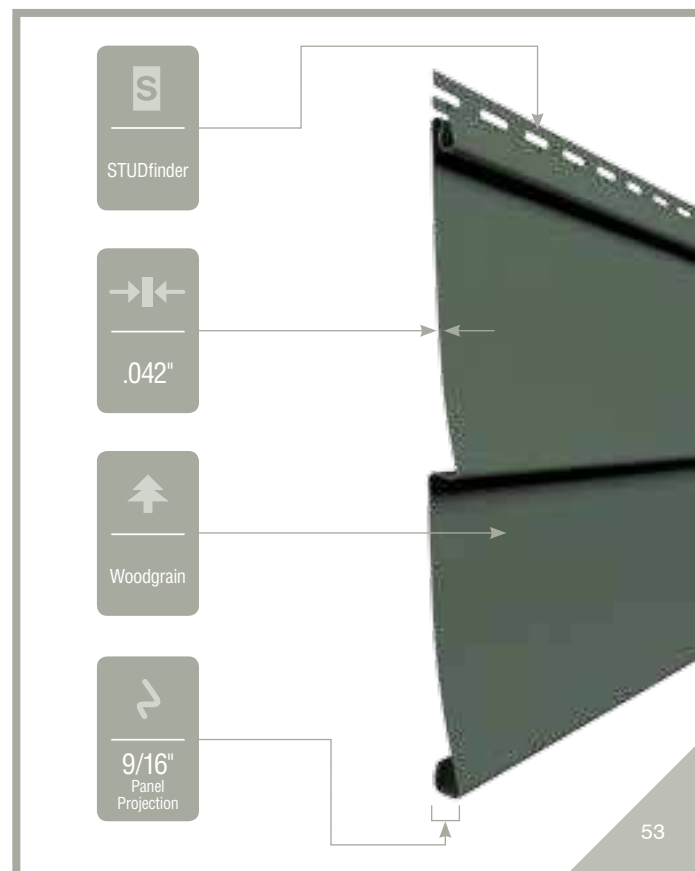 S
STUDfinder
.042"
Woodgrain
9/16"
Panel
Projection
53